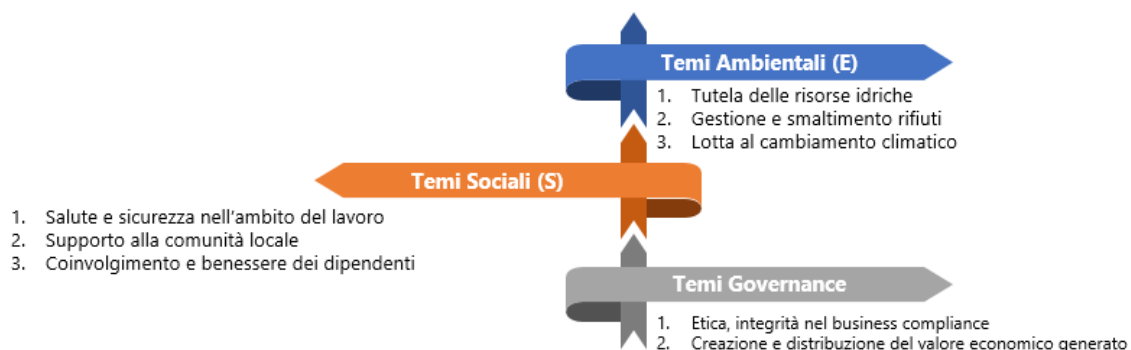 Temi Ambientali (E)
1. Tutela delle risorse idriche
2. Gestione e smaltimento rifiuti
3. Lotta al cambiamento climatico
Temi Sociali (S)
1. Salute e sicurezza nell'ambito del lavoro
2. Supporto alla comunità locale
3. Coinvolgimento e benessere dei dipendenti
Temi Governance
1. Etica, integrità nel business compliance
2. Creazione e distribuzione del valore economico generato